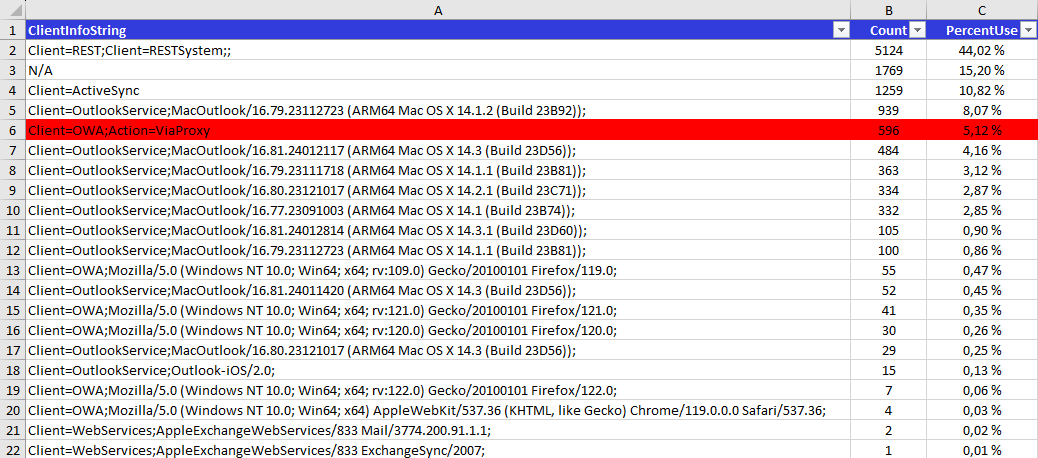 A B C
1 ClientInfoString Count PercentUse
2 Client=REST;Client=RESTSystem;; 5124 44,02 %
3 N/A 1769 15,20 %
4 Client=ActiveSync 1259 10,82 %
5 Client=OutlookService;MacOutlook/16.79.23112723 (ARM64 Mac OS X 14.1.2 (Build 23B92)); 939 8,07 %
6 Client=OWA;Action=ViaProxy 596 5,12 %
7 Client=OutlookService;MacOutlook/16.81.24012117 (ARM64 Mac OS X 14.3 (Build 23D56)); 484 4,16 %
8 Client=OutlookService;MacOutlook/16.79.23111718 (ARM64 Mac OS X 14.1.1 (Build 23B81)); 363 3,12 %
9 Client=OutlookService;MacOutlook/16.80.23121017 (ARM64 Mac OS X 14.2.1 (Build 23C71)); 334 2,87 %
10 Client=OutlookService;MacOutlook/16.77.23091003 (ARM64 Mac OS X 14.1 (Build 23B74)); 332 2,85 %
11 Client=OutlookService;MacOutlook/16.81.24012814 (ARM64 Mac OS X 14.3.1 (Build 23D60)); 105 0,90 %
12 Client=OutlookService;MacOutlook/16.79.23112723 (ARM64 Mac OS X 14.1.1 (Build 23B81)); 100 0,86 %
13 Client=OWA;Mozilla/5.0 (Windows NT 10.0; Win64; x64; rv:109.0) Gecko/20100101 Firefox/119.0; 55 0,47 %
14 Client=OutlookService;MacOutlook/16.81.24011420 (ARM64 Mac OS X 14.3 (Build 23D56)); 52 0,45 %
15 Client=OWA;Mozilla/5.0 (Windows NT 10.0; Win64; x64; rv:121.0) Gecko/20100101 Firefox/121.0; 41 0,35 %
16 Client=OWA;Mozilla/5.0 (Windows NT 10.0; Win64; x64; rv:120.0) Gecko/20100101 Firefox/120.0; 30 0,26 %
17 Client=OutlookService;MacOutlook/16.80.23121017 (ARM64 Mac OS X 14.3 (Build 23D56)); 29 0,25 %
18 Client=OutlookService;Outlook-iOS/2.0; 15 0,13 %
19 Client=OWA;Mozilla/5.0 (Windows NT 10.0; Win64; x64; rv:122.0) Gecko/20100101 Firefox/122.0; 7 0,06 %
20 Client=OWA;Mozilla/5.0 (Windows NT 10.0; Win64; x64) AppleWebKit/537.36 (KHTML, like Gecko) Chrome/119.0.0.0 Safari/537.36; 4 0,03 %
21 Client=WebServices;AppleExchangeWebServices/833 Mail/3774.200.91.1.1; 2 0,02 %
22 Client=WebServices;AppleExchangeWebServices/833 ExchangeSync/2007; 1 0,01 %